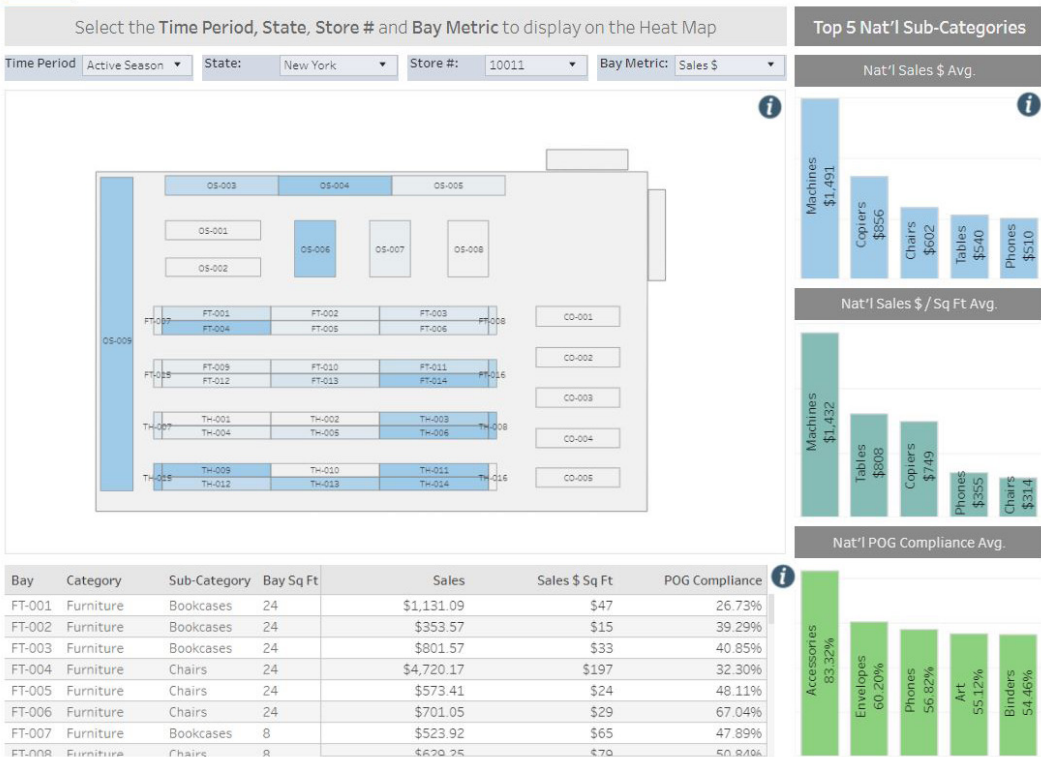 Select the Time Period, State, Store # and Bay Metric to display on the Heat Map
Time Period Active Season State: New York Store #: 10011 Bay Metric: Sales $
i
OS-003 OS-004 OS-005
OS-001
OS-006 OS-007 OS-008
OS-002
FT-001 FT-002 FT-003
FT-007 FT-008 CO-001
FT-004 FT-005 FT-006
OS-009
CO-002
FT-009 FT-010 FT-011
FT-015 FT-016
FT-012 FT-013 FT-014
CO-003
TH-001 TH-002 TH-003
TH-007 TH-008
TH-004 TH-005 TH-006
CO-004
TH-009 TH-010 TH-011
TH-015 TH-016 CO-005
TH-012 TH-013 TH-014
Bay Category Sub-Category Bay Sq Ft Sales Sales $ Sq Ft POG Compliance
i
FT-001 Furniture Bookcases 24 $1,131.09 $47 26.73%
FT-002 Furniture Bookcases 24 $353.57 $15 39.29%
FT-003 Furniture Bookcases 24 $801.57 $33 40.85%
FT-004 Furniture Chairs 24 $4,720.17 $197 32.30%
FT-005 Furniture Chairs 24 $573.41 $24 48.11%
FT-006 Furniture Chairs 24 $701.05 $29 67.04%
FT-007 Furniture Bookcases 8 $523.92 $65 47.89%
FT-008 Furniture Chairs 8 $629.25 $79 50.84%
Top 5 Nat'l Sub-Categories
Nat'l Sales $ Avg.
i
Machines
$1,491
Copiers
$856
Chairs
$602
Tables
$540
Phones
$510
Nat'l Sales $ / Sq Ft Avg.
Machines
$1,432
Tables
$808
Copiers
$749
Phones
$355
Chairs
$314
Nat'l POG Compliance Avg.
Accessories
83.32%
Envelopes
60.20%
Phones
56.82%
Art
55.12%
Binders
54.46%